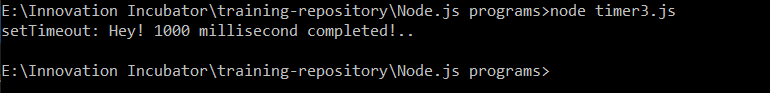 E:\Innovation Incubator\training-repository\Node.js programs>node timer3.js
setTimeout: Hey! 1000 millisecond completed!..
E:\Innovation Incubator\training-repository\Node.js programs>